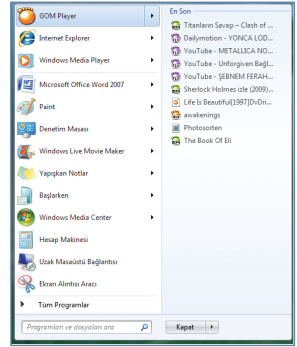 GOM Player
Internet Explorer
Windows Media Player
Microsoft Office Word 2007
Paint
Denetim Masası
Windows Live Movie Maker
Yapışkan Notlar
Başlarken
Windows Media Center
Hesap Makinesi
Uzak Masaüstü Bağlantısı
Ekran Alıntısı Aracı
Tüm Programlar
Programları ve dosyaları ara
En Son
Titanların Savaşı – Clash of ...
Dailymotion - YONCA LOD...
YouTube - METALLICA NO...
YouTube - Unforgiven Bağl...
YouTube - ŞEBNEM FERAH...
Sherlock Holmes izle (2009)...
Life Is Beautiful[1997]DvDri...
awakenings
Photosorten
The Book Of Eli
Kapat